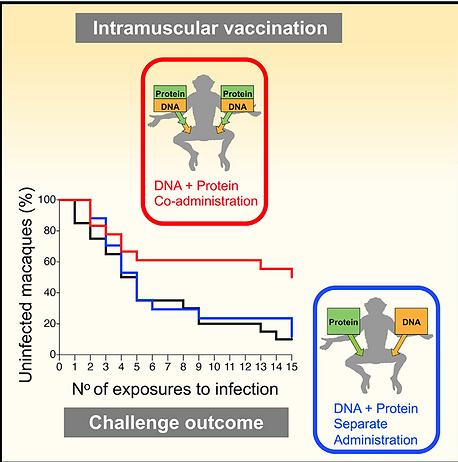 Intramuscular vaccination
Protein
DNA
Protein
DNA
DNA + Protein
Co-administration
Uninfected macaques (%)
100
80
60
40
20
0
0 1 2 3 4 5 6 7 8 9 10 11 12 13 14 15
Nº of exposures to infection
Challenge outcome
Protein
DNA
DNA + Protein
Separate
Administration